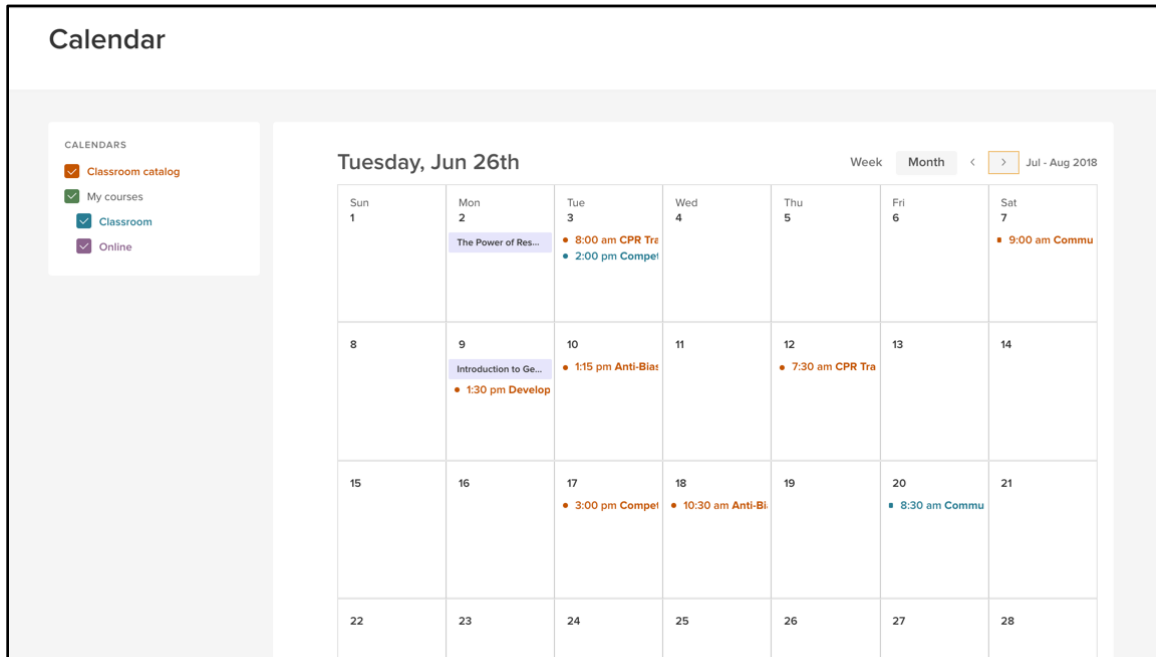 Calendar
CALENDARS
Classroom catalog
My courses
Classroom
Online
Tuesday, Jun 26th
Week Month < > Jul - Aug 2018
Sun Mon Tue Wed Thu Fri Sat
1 2 3 4 5 6 7
The Power of Res... 8:00 am CPR Tra 9:00 am Commu
2:00 pm Compet
8 9 10 11 12 13 14
Introduction to Ge... 1:15 pm Anti-Bias 7:30 am CPR Tra
1:30 pm Develop
15 16 17 18 19 20 21
3:00 pm Compet 10:30 am Anti-Bi 8:30 am Commu
22 23 24 25 26 27 28